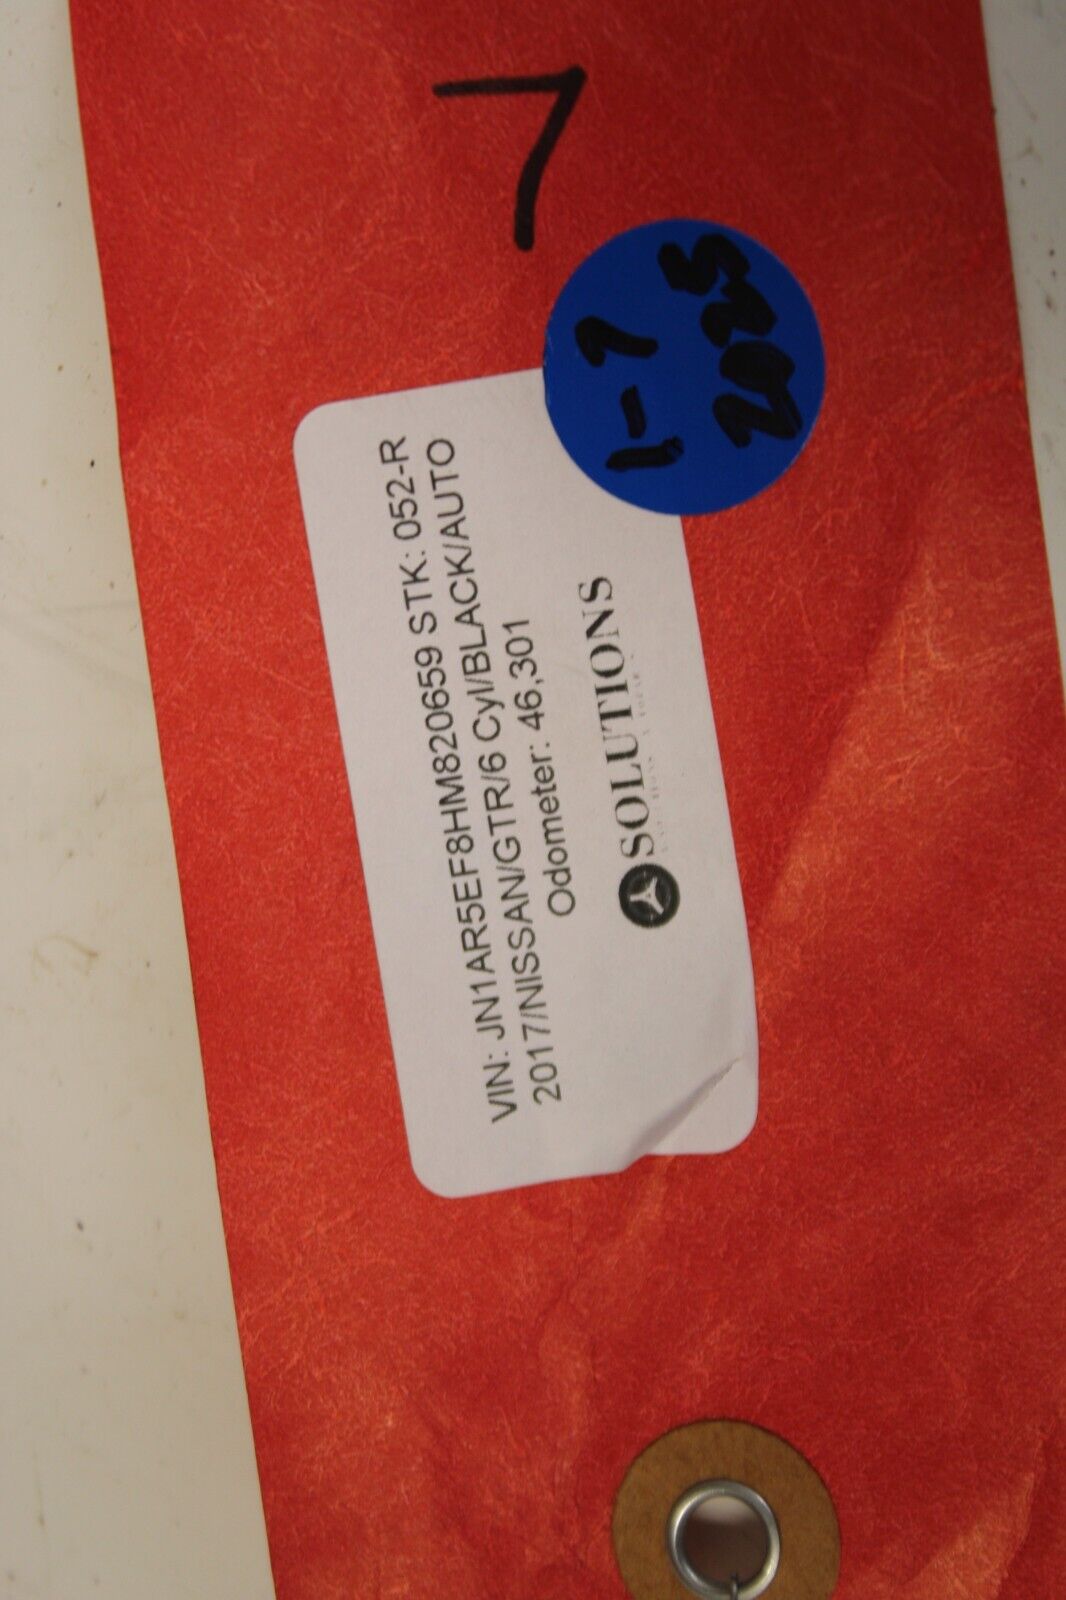 7
1-7
2025
VIN: JN1AR5EF8HM820659 STK: 052-R
2017/NISSAN/GTR/6 Cyl/BLACK/AUTO
Odometer: 46,301
SOLUTIONS